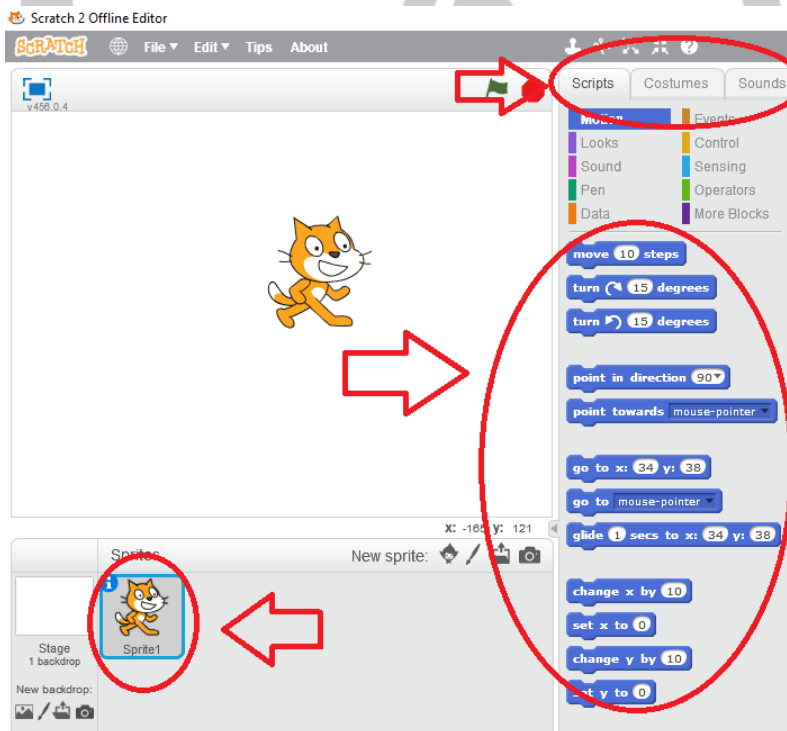 Scratch 2 Offline Editor
SCRATCH File Edit Tips About
v456.0.4
Scripts Costumes Sounds
Motion Events
Looks Control
Sound Sensing
Pen Operators
Data More Blocks
move 10 steps
turn 15 degrees
turn 15 degrees
point in direction 90
point towards mouse-pointer
go to x: 34 y: 38
go to mouse-pointer
glide 1 secs to x: 34 y: 38
change x by 10
set x to 0
change y by 10
set y to 0
X: -165 Y: 121
Sprites New sprite:
Sprite1
Stage
1 backdrop
New backdrop: